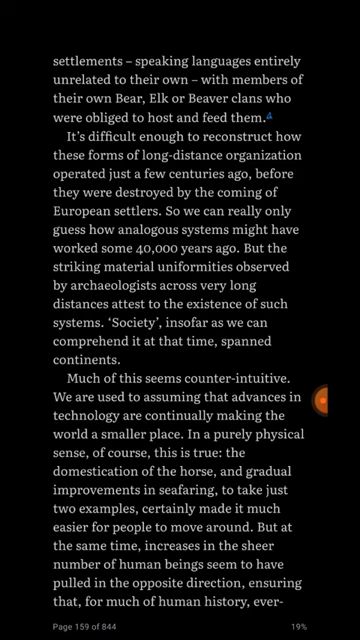 settlements – speaking languages entirely
unrelated to their own – with members of
their own Bear, Elk or Beaver clans who
were obliged to host and feed them.4
It’s difficult enough to reconstruct how
these forms of long-distance organization
operated just a few centuries ago, before
they were destroyed by the coming of
European settlers. So we can really only
guess how analogous systems might have
worked some 40,000 years ago. But the
striking material uniformities observed
by archaeologists across very long
distances attest to the existence of such
systems. ‘Society’, insofar as we can
comprehend it at that time, spanned
continents.
Much of this seems counter-intuitive.
We are used to assuming that advances in
technology are continually making the
world a smaller place. In a purely physical
sense, of course, this is true: the
domestication of the horse, and gradual
improvements in seafaring, to take just
two examples, certainly made it much
easier for people to move around. But at
the same time, increases in the sheer
number of human beings seem to have
pulled in the opposite direction, ensuring
that, for much of human history, ever-
Page 159 of 844 19%